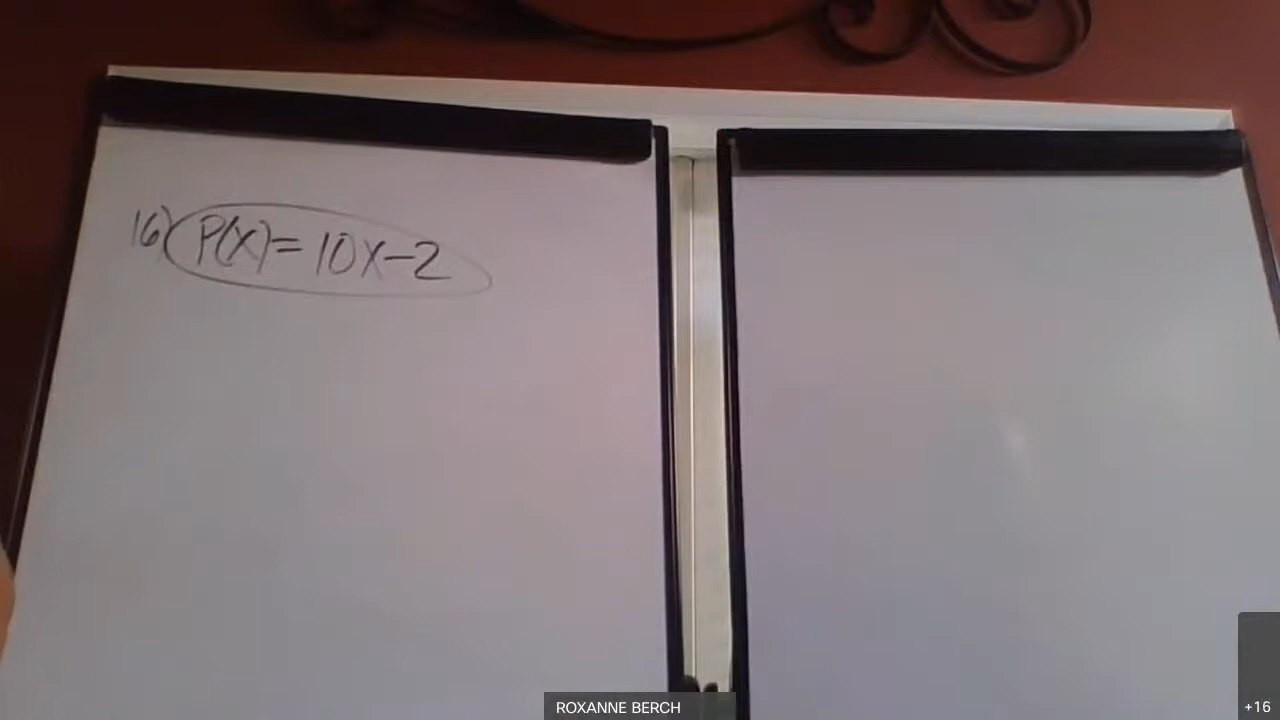 16) P(X)= 10X-2
ROXANNE BERCH
+16